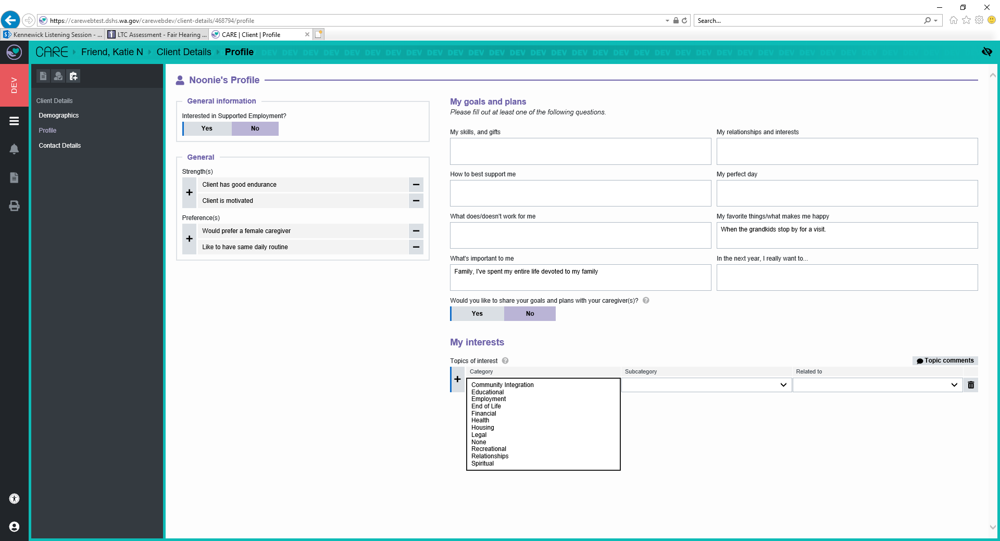 https://carewebtest.dshs.wa.gov/carewebdev/client-details/468794/profile
Search...
Kennewick Listening Session - ...
LTC Assessment - Fair Hearing ...
CARE | Client | Profile
CARE
Friend, Katie N
Client Details
Profile
DEV DEV DEV DEV DEV DEV DEV DEV DEV DEV DEV DEV DEV DEV DEV DEV DEV DEV DEV DEV DEV DEV DEV DEV DEV DEV DEV DEV DEV DEV DEV
DEV
Client Details
Demographics
Profile
Contact Details
Noonie's Profile
General information
Interested in Supported Employment?
Yes
No
General
Strength(s)
Client has good endurance
Client is motivated
Preference(s)
Would prefer a female caregiver
Like to have same daily routine
My goals and plans
Please fill out at least one of the following questions.
My skills, and gifts
My relationships and interests
How to best support me
My perfect day
What does/doesn't work for me
My favorite things/what makes me happy
When the grandkids stop by for a visit.
What's important to me
In the next year, I really want to...
Family, I've spent my entire life devoted to my family
Would you like to share your goals and plans with your caregiver(s)?
Yes
No
My interests
Topics of interest
Topic comments
Category
Subcategory
Related to
Community Integration
Educational
Employment
End of Life
Financial
Health
Housing
Legal
None
Recreational
Relationships
Spiritual